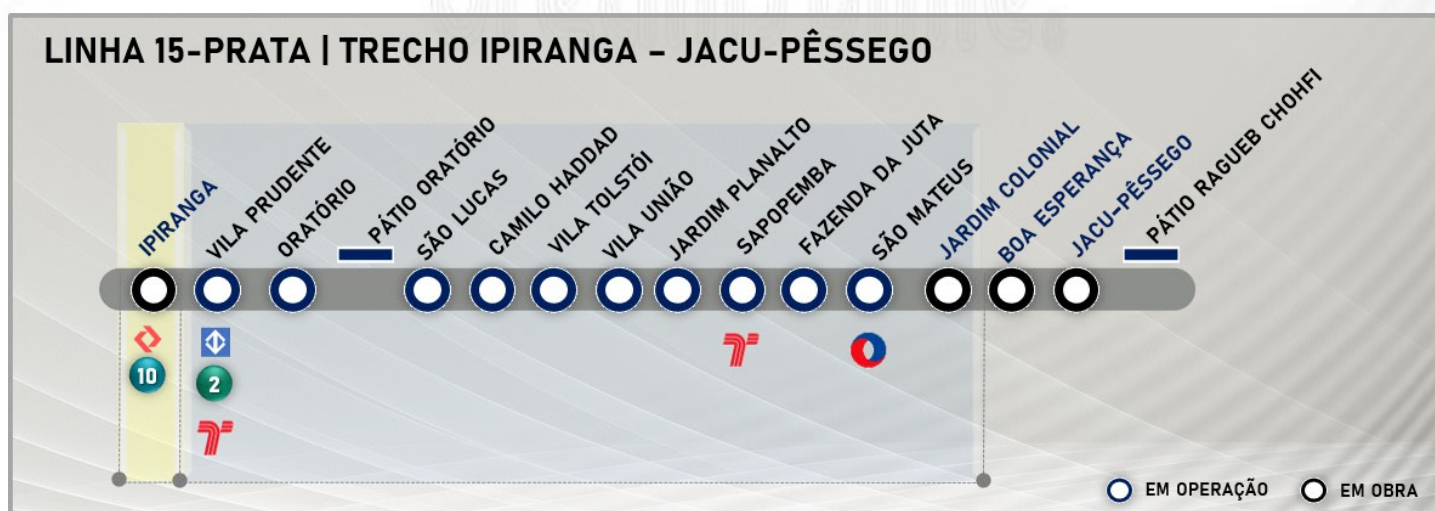 LINHA 15-PRATA | TRECHO IPIRANGA – JACU-PÊSSEGO
IPIRANGA
VILA PRUDENTE
ORATÓRIO
PÁTIO ORATÓRIO
SÃO LUCAS
CAMILO HADDAD
VILA TOLSTÓI
VILA UNIÃO
JARDIM PLANALTO
SAPOPEMBA
FAZENDA DA JUTA
SÃO MATEUS
JARDIM COLONIAL
BOA ESPERANÇA
JACU-PÊSSEGO
PÁTIO RAGUEB CHOHFI
10
2
EM OPERAÇÃO
EM OBRA